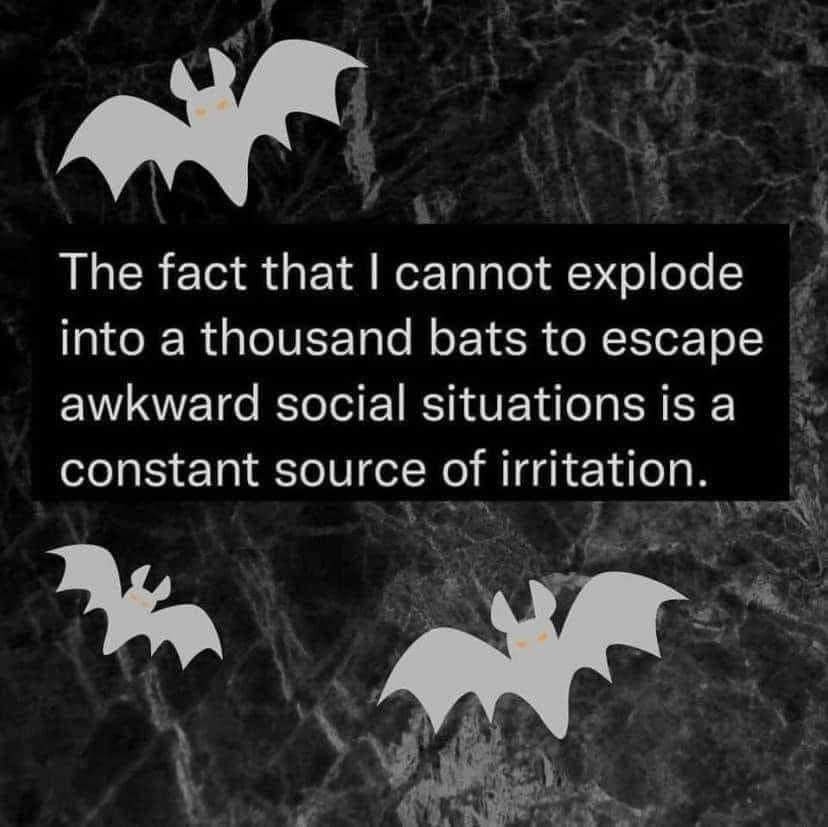 The fact that I cannot explode
into a thousand bats to escape
awkward social situations is a
constant source of irritation.